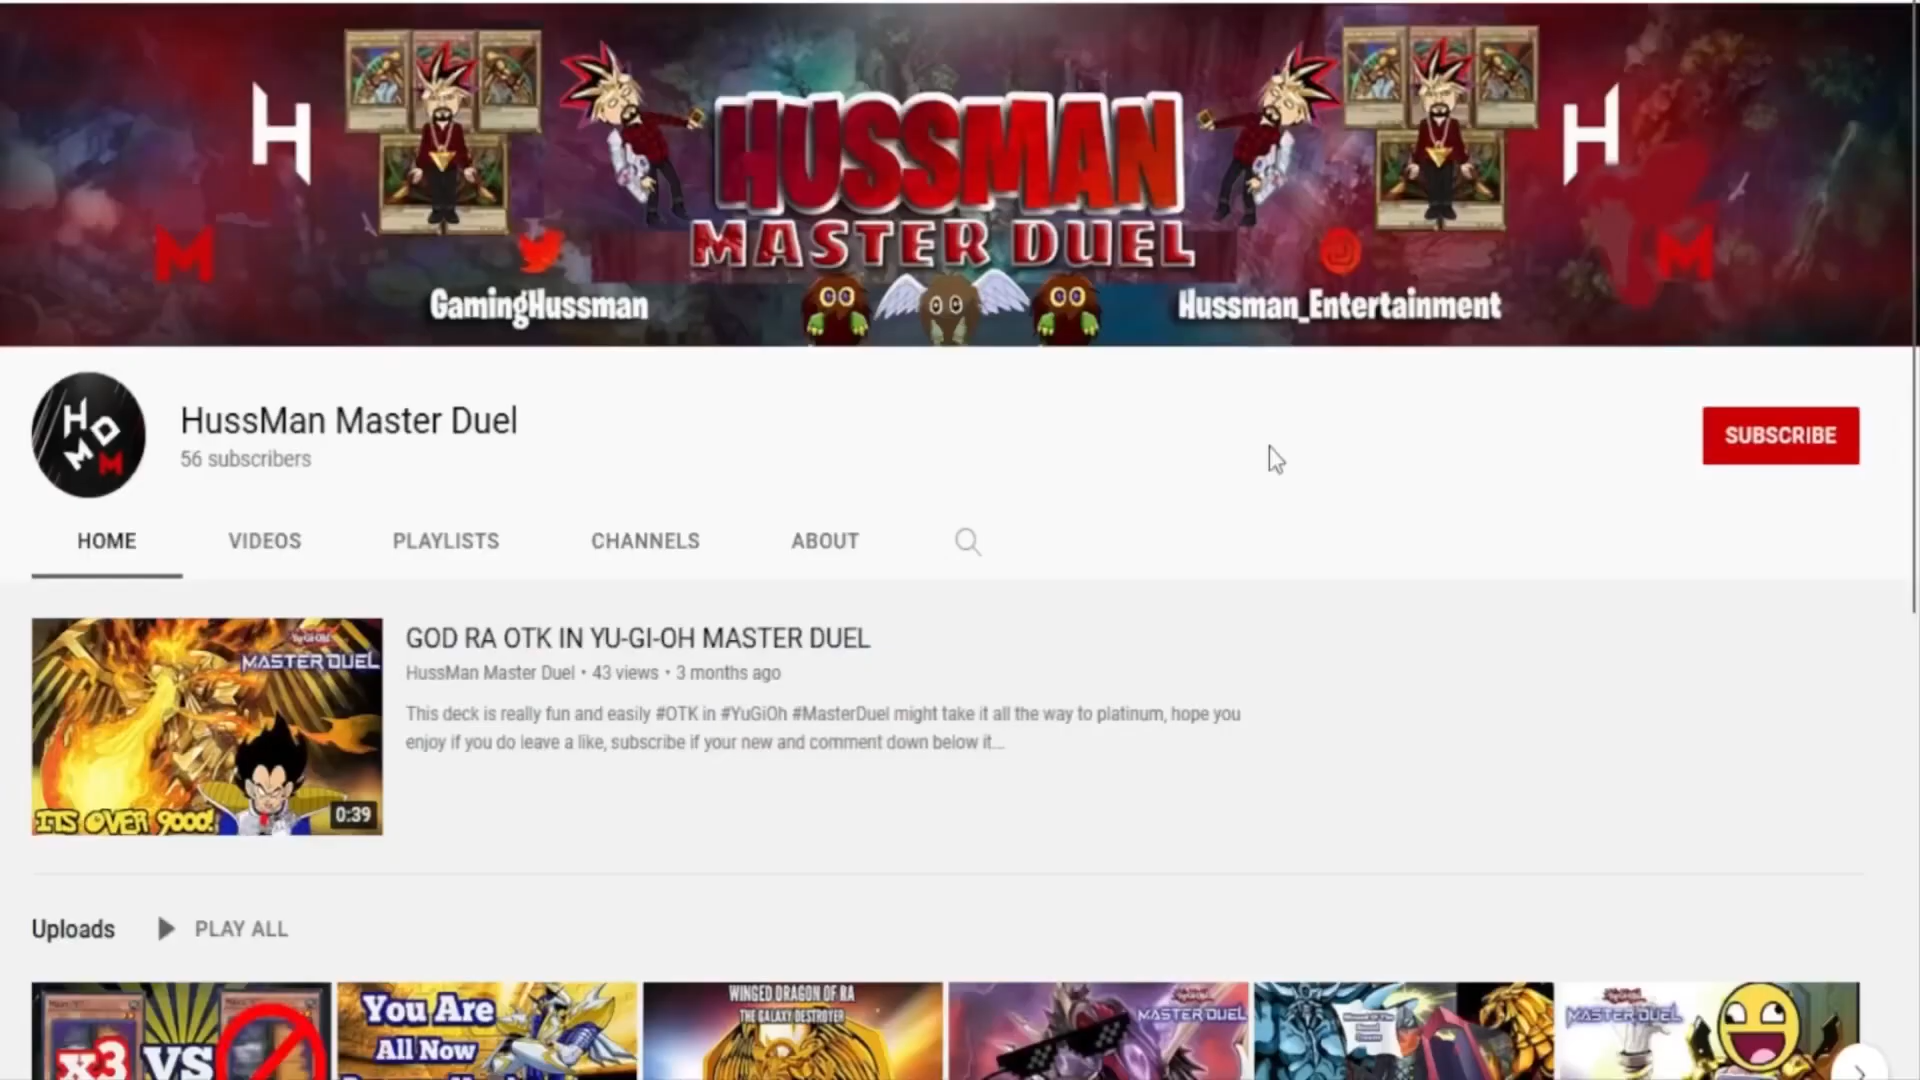 H
HUSSMAN
H
M
MASTER DUEL
M
GamingHussman
Hussman_Entertainment
H D
M M
HussMan Master Duel
56 subscribers
SUBSCRIBE
HOME
VIDEOS
PLAYLISTS
CHANNELS
ABOUT
Yu-Gi-Oh!
MASTER DUEL
ITS OVER 9000!
0:39
GOD RA OTK IN YU-GI-OH MASTER DUEL
HussMan Master Duel • 43 views • 3 months ago
This deck is really fun and easily #OTK in #YuGiOh #MasterDuel might take it all the way to platinum, hope you
enjoy if you do leave a like, subscribe if your new and comment down below it...
Uploads
PLAY ALL
x3 VS
You Are
All Now
WINGED DRAGON OF RA
THE GALAXY DESTROYER
MASTER DUEL
MASTER DUEL